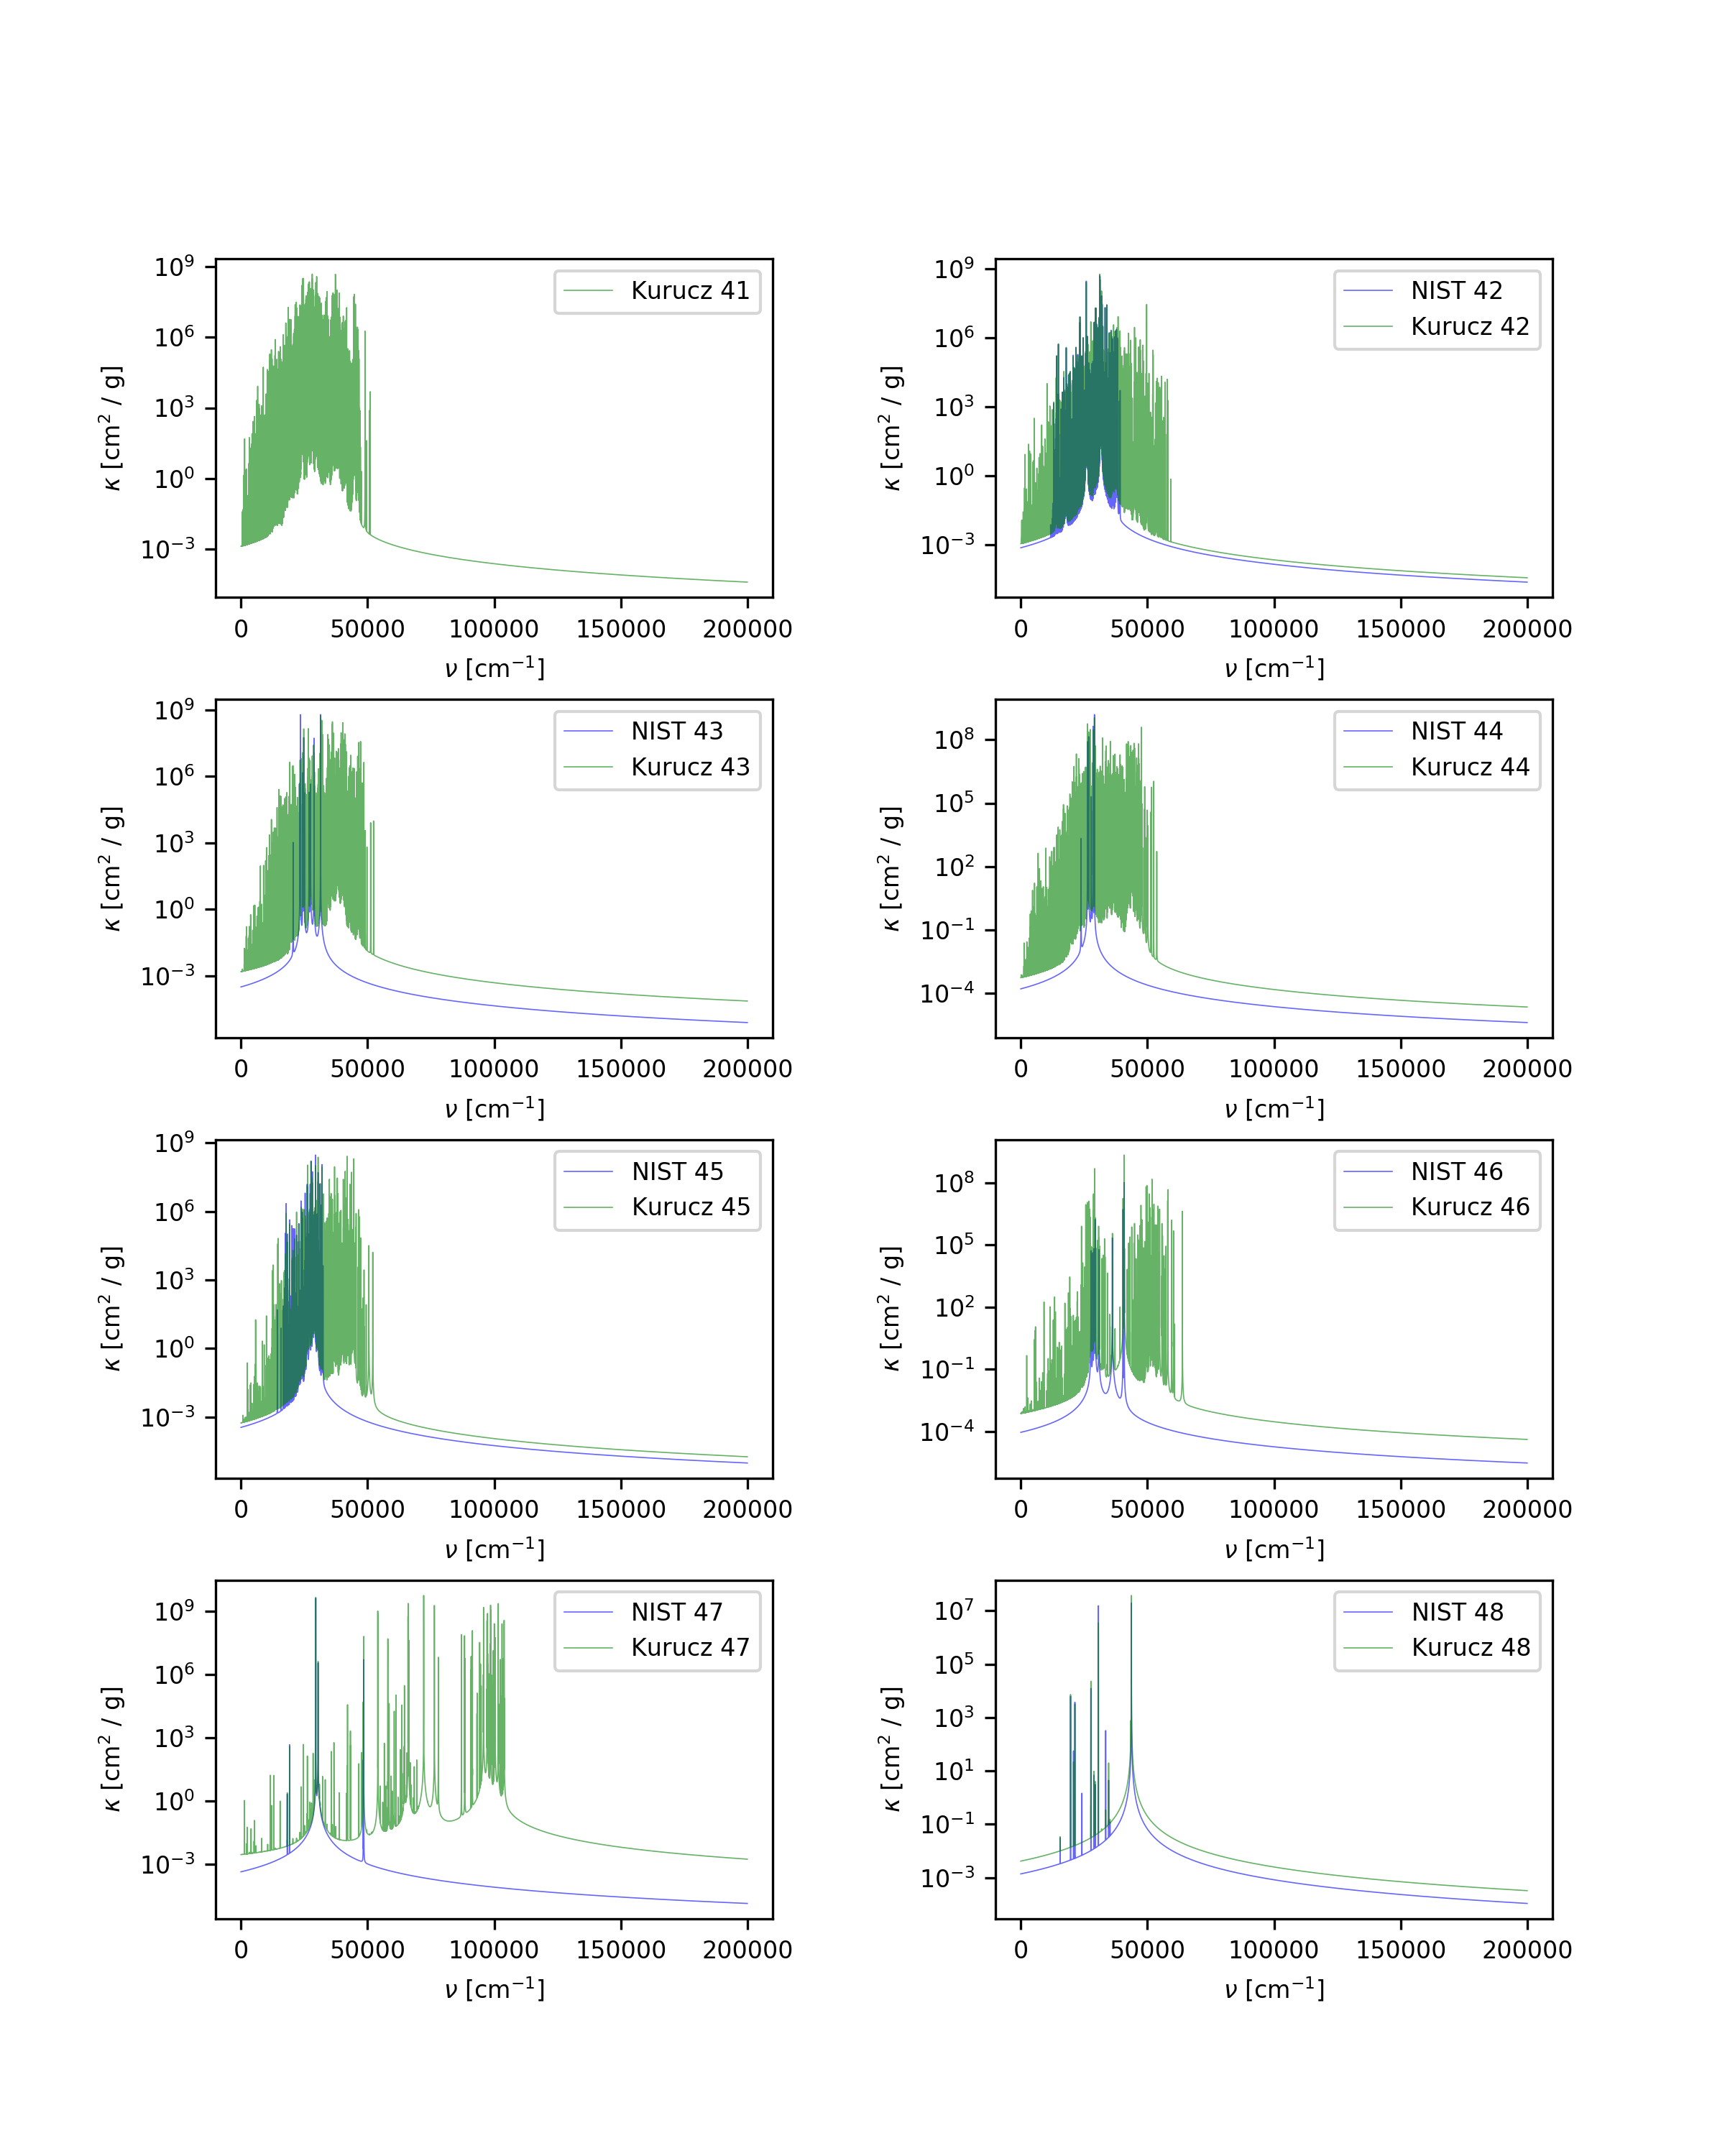 10⁹
10⁶
10³
10⁰
10⁻³
κ [cm² / g]
Kurucz 41
0 50000 100000 150000 200000
ν [cm⁻¹]
10⁹
10⁶
10³
10⁰
10⁻³
κ [cm² / g]
NIST 42
Kurucz 42
0 50000 100000 150000 200000
ν [cm⁻¹]
10⁹
10⁶
10³
10⁰
10⁻³
κ [cm² / g]
NIST 43
Kurucz 43
0 50000 100000 150000 200000
ν [cm⁻¹]
10⁸
10⁵
10²
10⁻¹
10⁻⁴
κ [cm² / g]
NIST 44
Kurucz 44
0 50000 100000 150000 200000
ν [cm⁻¹]
10⁹
10⁶
10³
10⁰
10⁻³
κ [cm² / g]
NIST 45
Kurucz 45
0 50000 100000 150000 200000
ν [cm⁻¹]
10⁸
10⁵
10²
10⁻¹
10⁻⁴
κ [cm² / g]
NIST 46
Kurucz 46
0 50000 100000 150000 200000
ν [cm⁻¹]
10⁹
10⁶
10³
10⁰
10⁻³
κ [cm² / g]
NIST 47
Kurucz 47
0 50000 100000 150000 200000
ν [cm⁻¹]
10⁷
10⁵
10³
10¹
10⁻¹
10⁻³
κ [cm² / g]
NIST 48
Kurucz 48
0 50000 100000 150000 200000
ν [cm⁻¹]